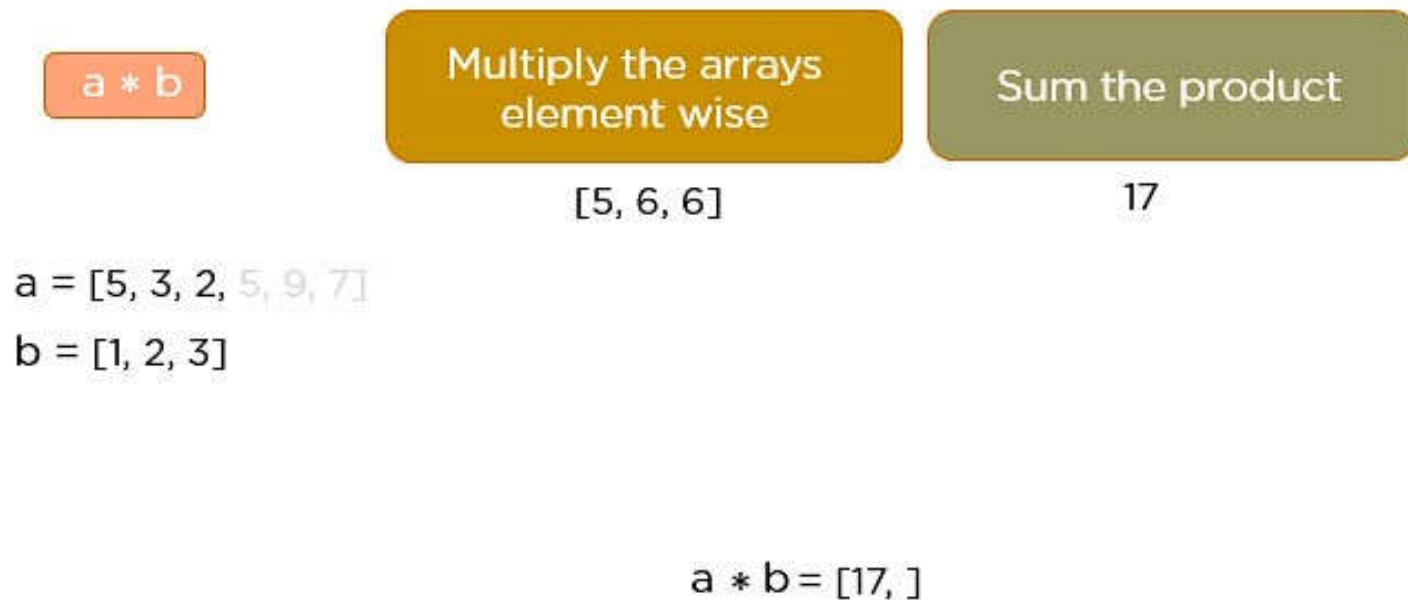 a * b
Multiply the arrays
element wise
Sum the product
[5, 6, 6]
17
a = [5, 3, 2, 5, 9, 7]
b = [1, 2, 3]
a * b = [17, ]